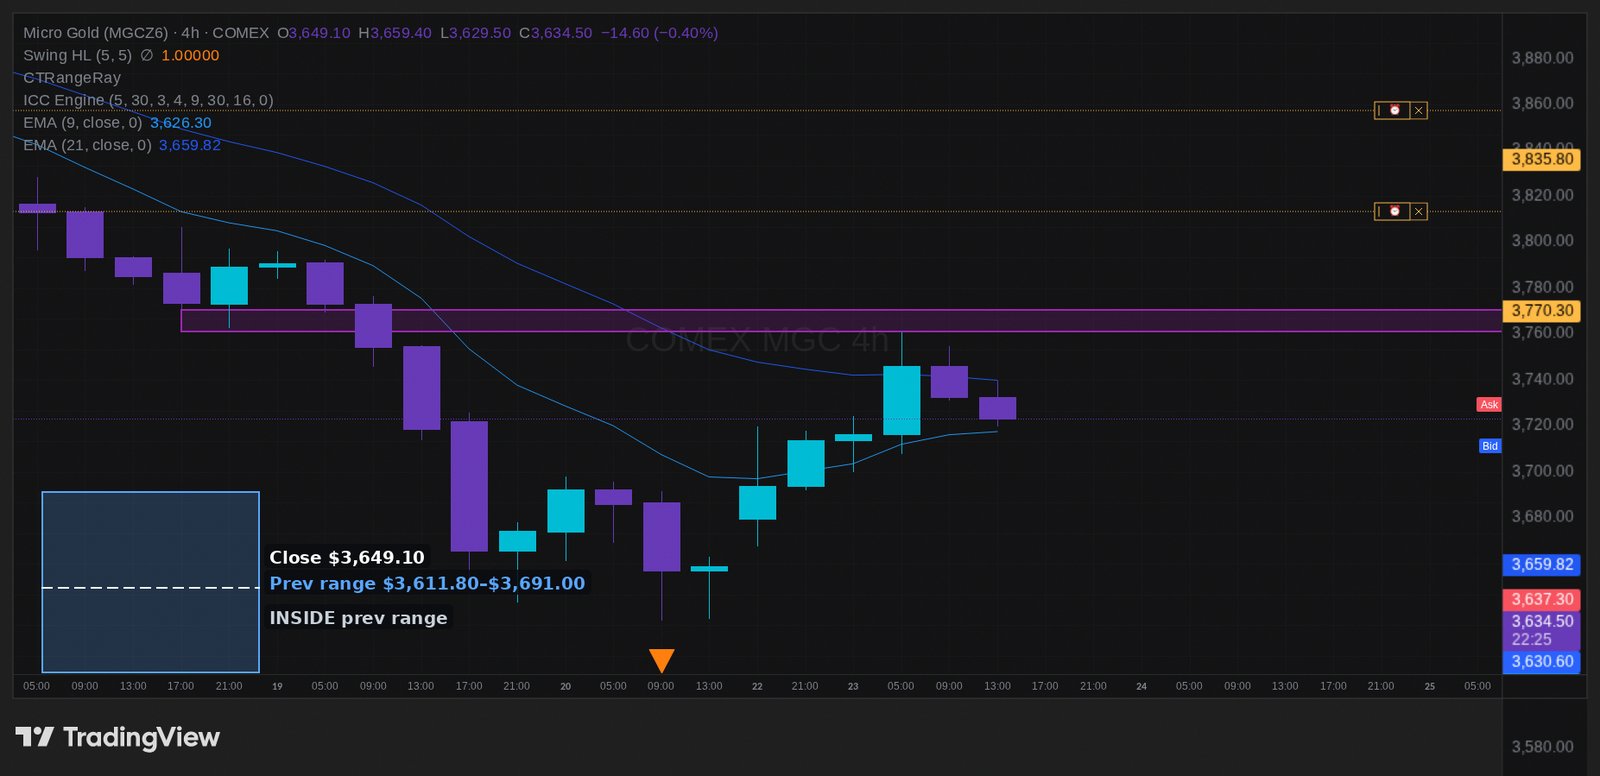 Micro Gold (MGCZ6) · 4h · COMEX O3,649.10 H3,659.40 L3,629.50 C3,634.50 −14.60 (−0.40%)
Swing HL (5, 5) ∅ 1.00000
CTRangeRay
ICC Engine (5, 30, 3, 4, 9, 30, 16, 0)
EMA (9, close, 0) 3,626.30
EMA (21, close, 0) 3,659.82
3,880.00
3,860.00
3,840.00
3,835.80
3,820.00
3,800.00
3,780.00
3,770.30
3,760.00
COMEX MGC 4h
3,740.00
Ask
3,720.00
Bid
3,700.00
3,680.00
3,659.82
3,637.30
3,634.50
22:25
3,630.60
Close $3,649.10
Prev range $3,611.80–$3,691.00
INSIDE prev range
05:00 09:00 13:00 17:00 21:00 19 05:00 09:00 13:00 17:00 21:00 20 05:00 09:00 13:00 22 21:00 23 05:00 09:00 13:00 17:00 21:00 24 05:00 09:00 13:00 17:00 21:00 25 05:00
TradingView
3,580.00